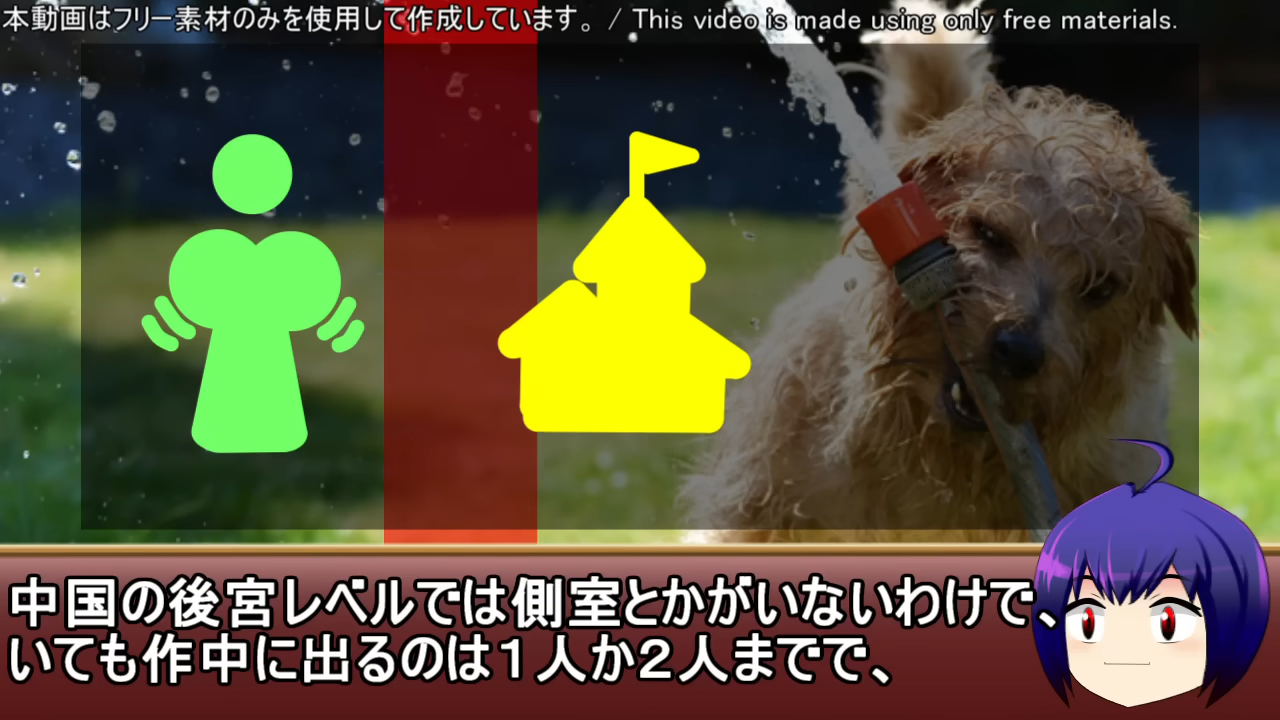 本動画はフリー素材のみを使用して作成しています。 / This video is made using only free materials.
中国の後宮レベルでは側室とかがいないわけで、
いても作中に出るのは１人か２人までで、